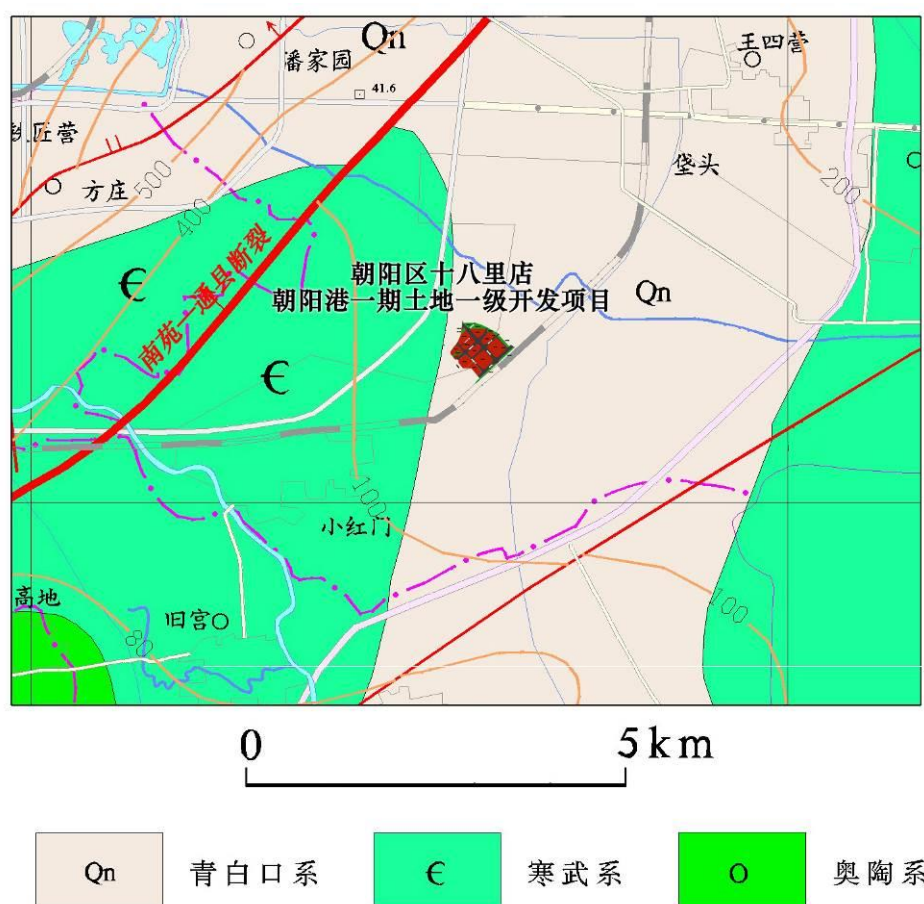 Qn
王四营
潘家园
41.6
匠营
垡头
方庄
500
200
400
朝阳区十八里店
朝阳港一期土地一级开发项目
Qn
Є
南苑—通县断裂
Є
100
小红门
高地
旧宫
80
100
0 5km
Qn 青白口系 Є 寒武系 O 奥陶系